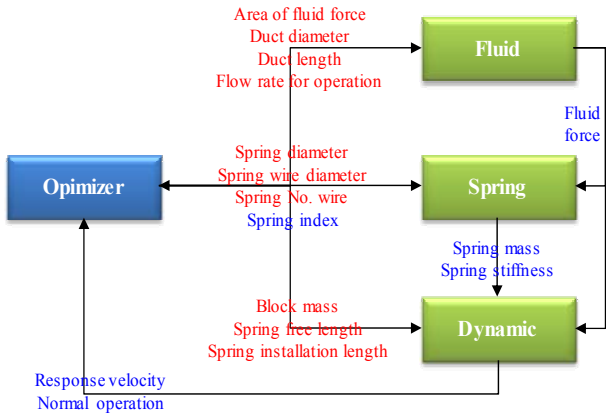 Area of fluid force
Duct diameter
Duct length
Flow rate for operation
Fluid
Fluid
force
Opimizer
Spring diameter
Spring wire diameter
Spring No. wire
Spring index
Spring
Spring mass
Spring stiffness
Block mass
Spring free length
Spring installation length
Dynamic
Response velocity
Normal operation